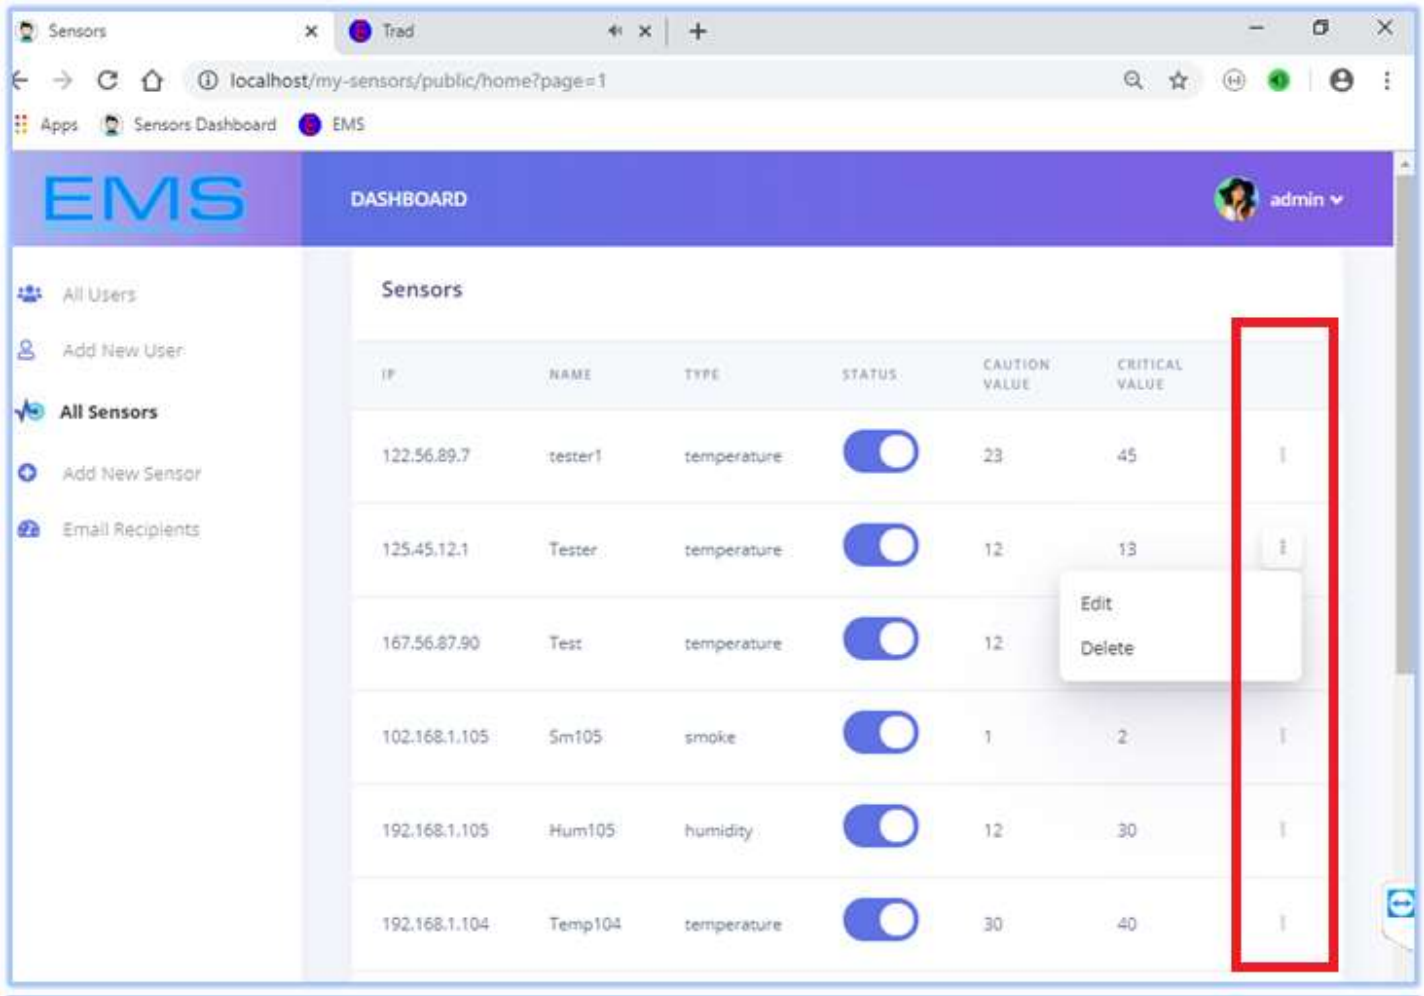 Sensors
Trad
localhost/my-sensors/public/home?page=1
Apps Sensors Dashboard EMS
EMS DASHBOARD admin
All Users
Add New User
All Sensors
Add New Sensor
Email Recipients
Sensors
IP NAME TYPE STATUS CAUTION VALUE CRITICAL VALUE
122.56.89.7 tester1 temperature 23 45
125.45.12.1 Tester temperature 12 13
Edit
Delete
167.56.87.90 Test temperature 12
102.168.1.105 Sm105 smoke 1 2
192.168.1.105 Hum105 humidity 12 30
192.168.1.104 Temp104 temperature 30 40